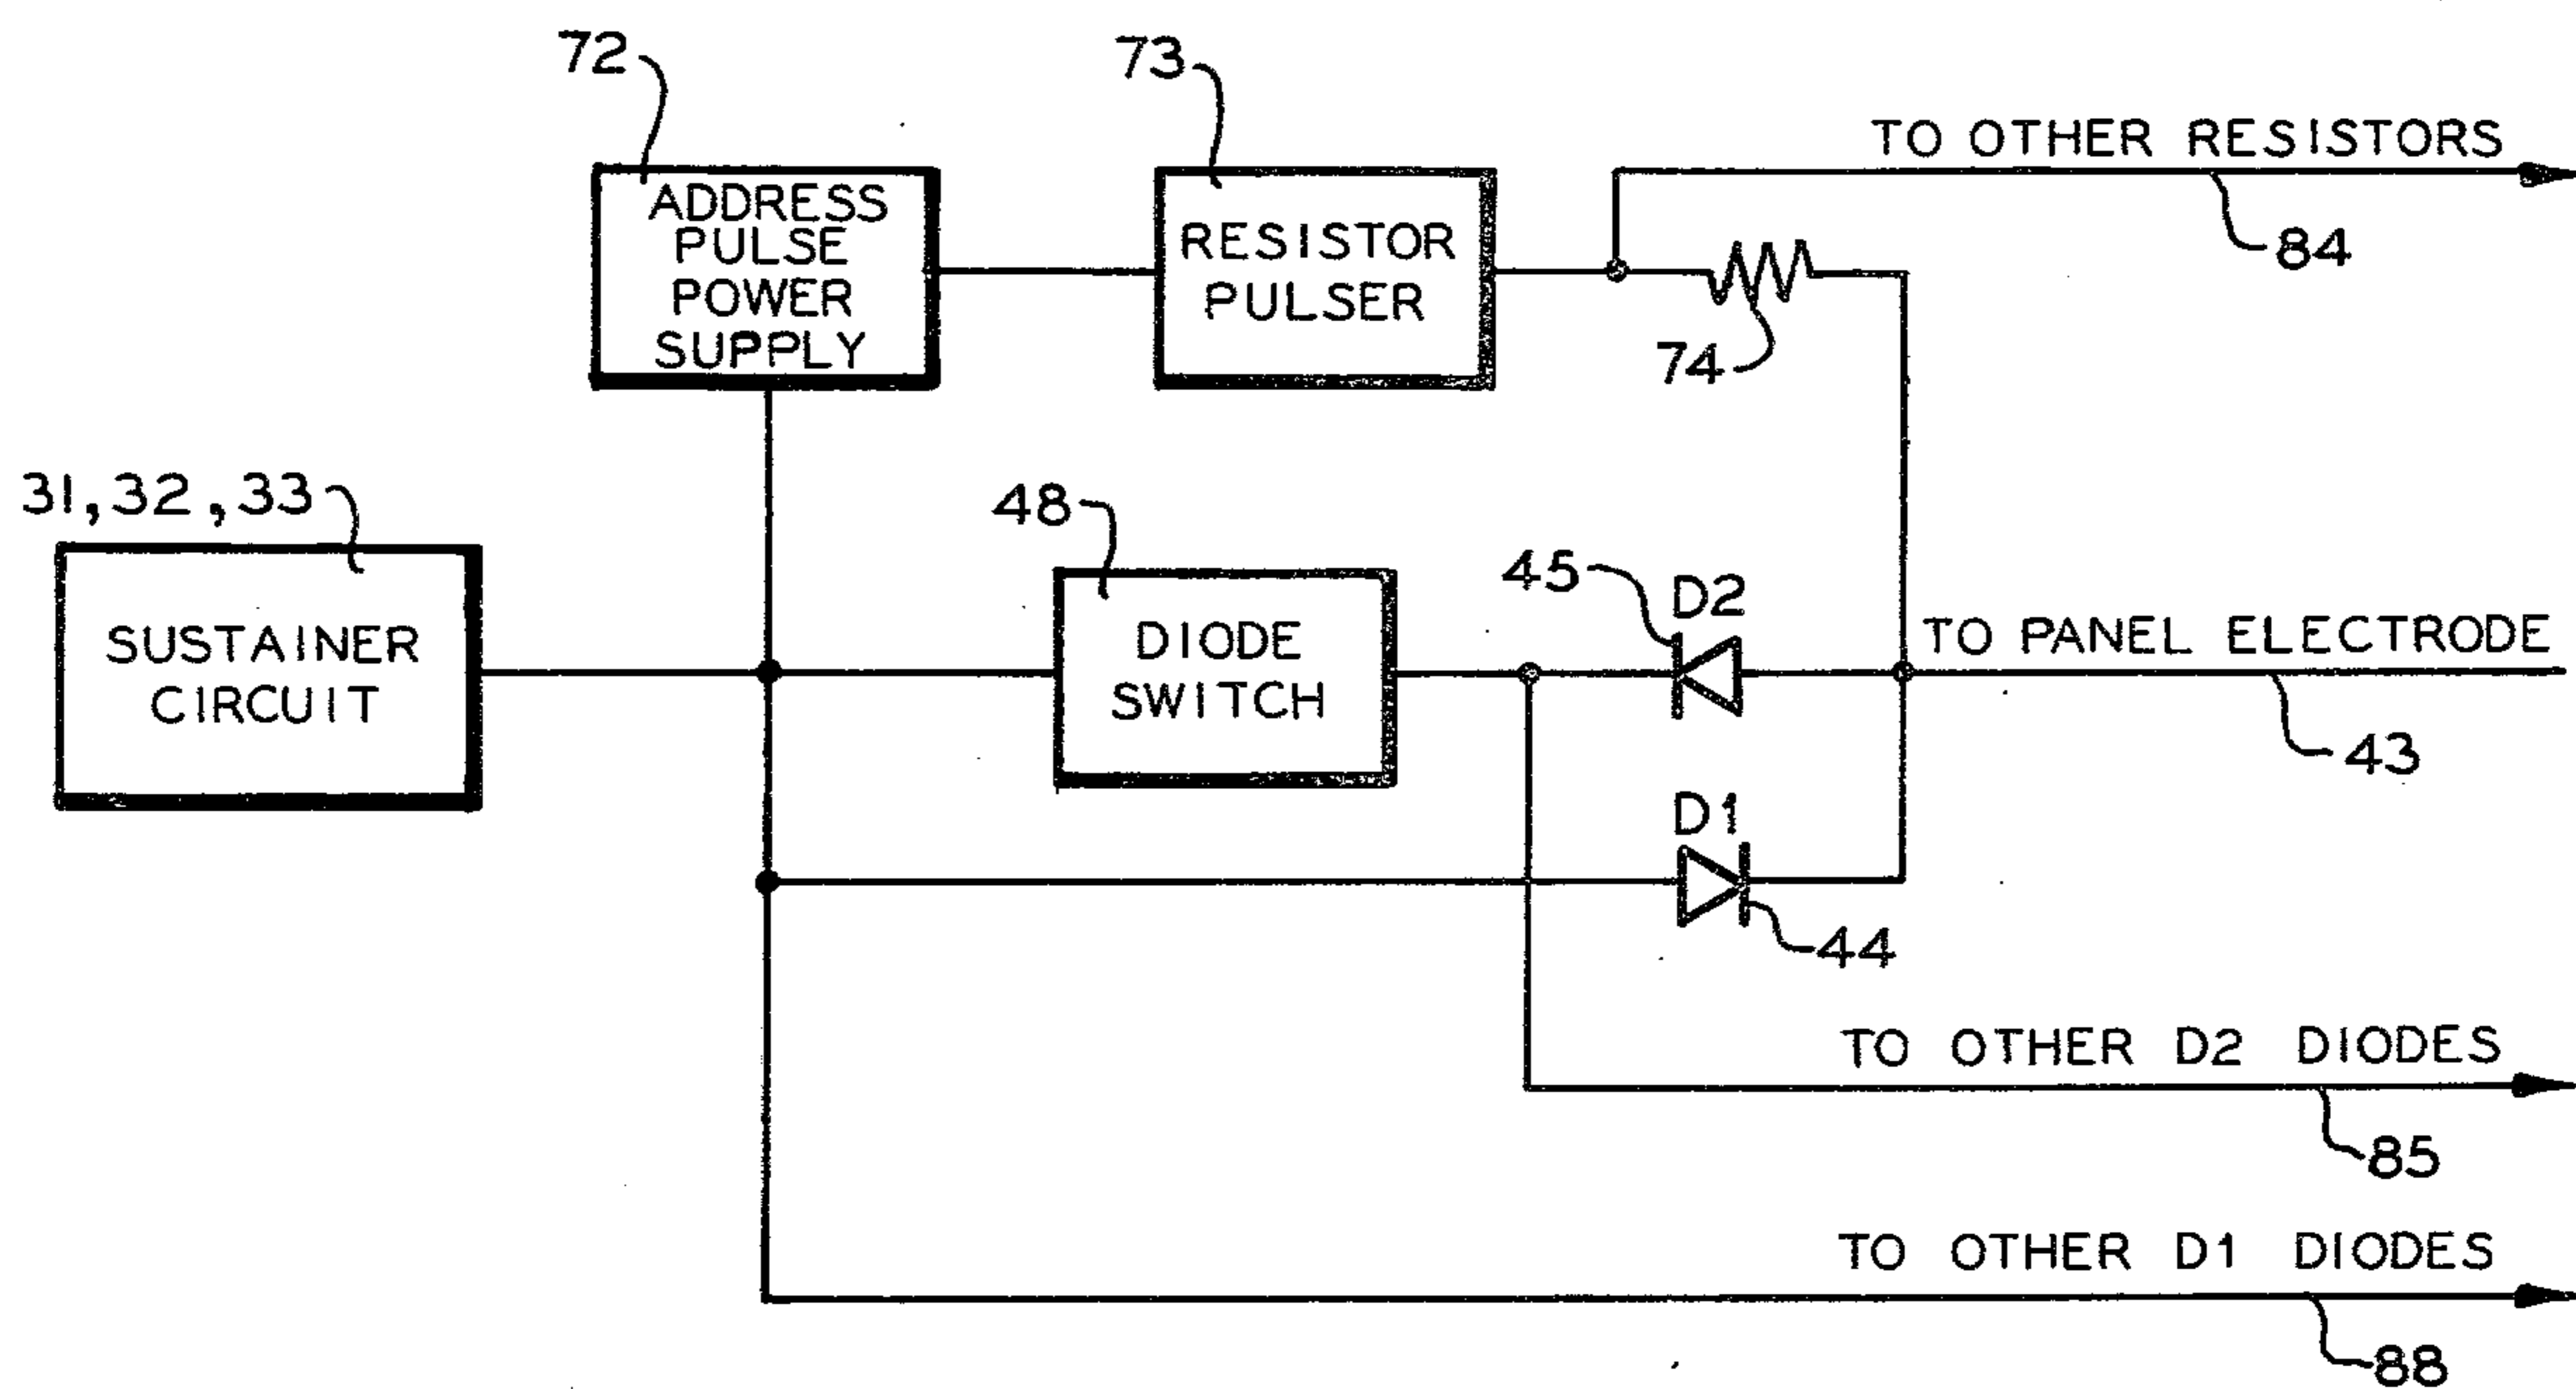 72
73
TO OTHER RESISTORS
84
ADDRESS
PULSE
POWER
SUPPLY
RESISTOR
PULSER
74
31, 32, 33
48
45
D2
SUSTAINER
CIRCUIT
DIODE
SWITCH
TO PANEL ELECTRODE
43
D1
44
TO OTHER D2 DIODES
85
TO OTHER D1 DIODES
88